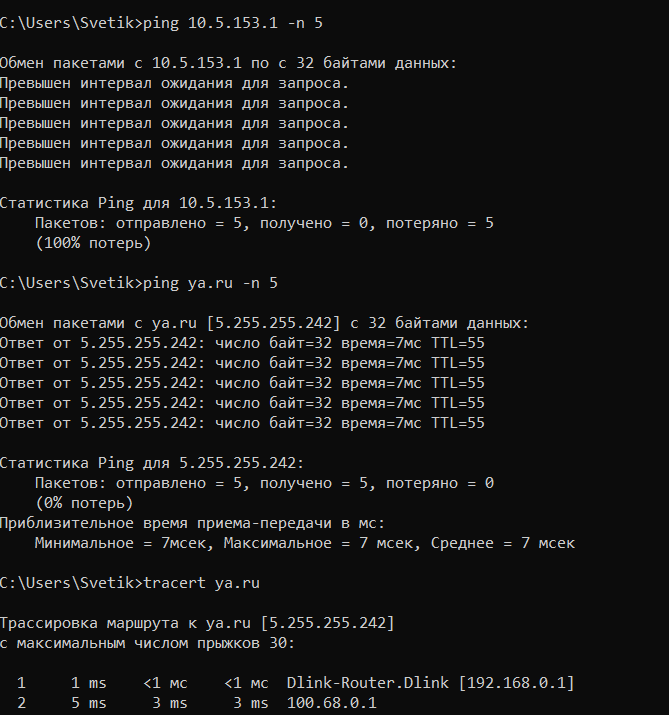 C:\Users\Svetik>ping 10.5.153.1 -n 5
Обмен пакетами с 10.5.153.1 по с 32 байтами данных:
Превышен интервал ожидания для запроса.
Превышен интервал ожидания для запроса.
Превышен интервал ожидания для запроса.
Превышен интервал ожидания для запроса.
Превышен интервал ожидания для запроса.
Статистика Ping для 10.5.153.1:
Пакетов: отправлено = 5, получено = 0, потеряно = 5
(100% потерь)
C:\Users\Svetik>ping ya.ru -n 5
Обмен пакетами с ya.ru [5.255.255.242] с 32 байтами данных:
Ответ от 5.255.255.242: число байт=32 время=7мс TTL=55
Ответ от 5.255.255.242: число байт=32 время=7мс TTL=55
Ответ от 5.255.255.242: число байт=32 время=7мс TTL=55
Ответ от 5.255.255.242: число байт=32 время=7мс TTL=55
Ответ от 5.255.255.242: число байт=32 время=7мс TTL=55
Статистика Ping для 5.255.255.242:
Пакетов: отправлено = 5, получено = 5, потеряно = 0
(0% потерь)
Приблизительное время приема-передачи в мс:
Минимальное = 7мсек, Максимальное = 7 мсек, Среднее = 7 мсек
C:\Users\Svetik>tracert ya.ru
Трассировка маршрута к ya.ru [5.255.255.242]
с максимальным числом прыжков 30:
1 1 ms <1 мс <1 мс Dlink-Router.Dlink [192.168.0.1]
2 5 ms 3 ms 3 ms 100.68.0.1